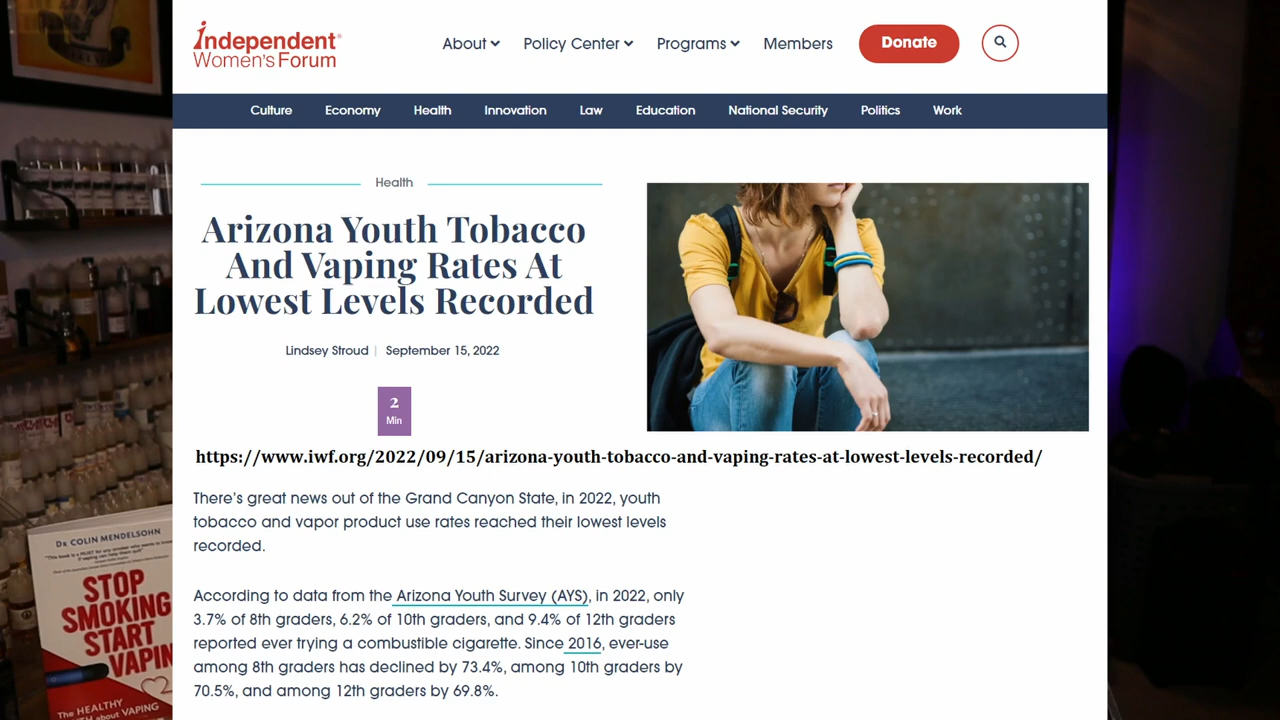 Independent®
Women's Forum
About Policy Center Programs Members Donate
Culture Economy Health Innovation Law Education National Security Politics Work
Health
Arizona Youth Tobacco
And Vaping Rates At
Lowest Levels Recorded
Lindsey Stroud | September 15, 2022
2
Min
https://www.iwf.org/2022/09/15/arizona-youth-tobacco-and-vaping-rates-at-lowest-levels-recorded/
There's great news out of the Grand Canyon State, in 2022, youth
tobacco and vapor product use rates reached their lowest levels
recorded.
According to data from the Arizona Youth Survey (AYS), in 2022, only
3.7% of 8th graders, 6.2% of 10th graders, and 9.4% of 12th graders
reported ever trying a combustible cigarette. Since 2016, ever-use
among 8th graders has declined by 73.4%, among 10th graders by
70.5%, and among 12th graders by 69.8%.
DR COLIN MENDELSOHN
STOP
SMOKING
START
VAPIN
The HEALTHY
about VAPING